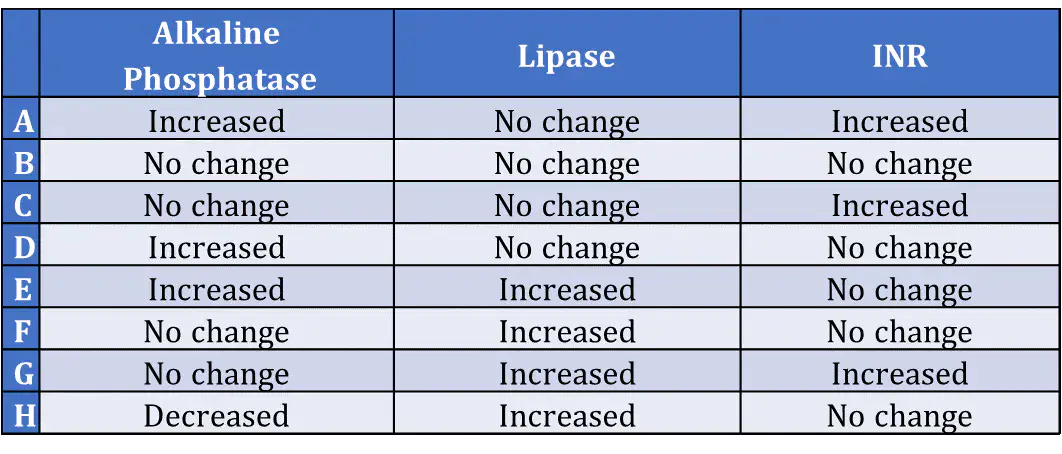 Alkaline Phosphatase Lipase INR
A Increased No change Increased
B No change No change No change
C No change No change Increased
D Increased No change No change
E Increased Increased No change
F No change Increased No change
G No change Increased Increased
H Decreased Increased No change